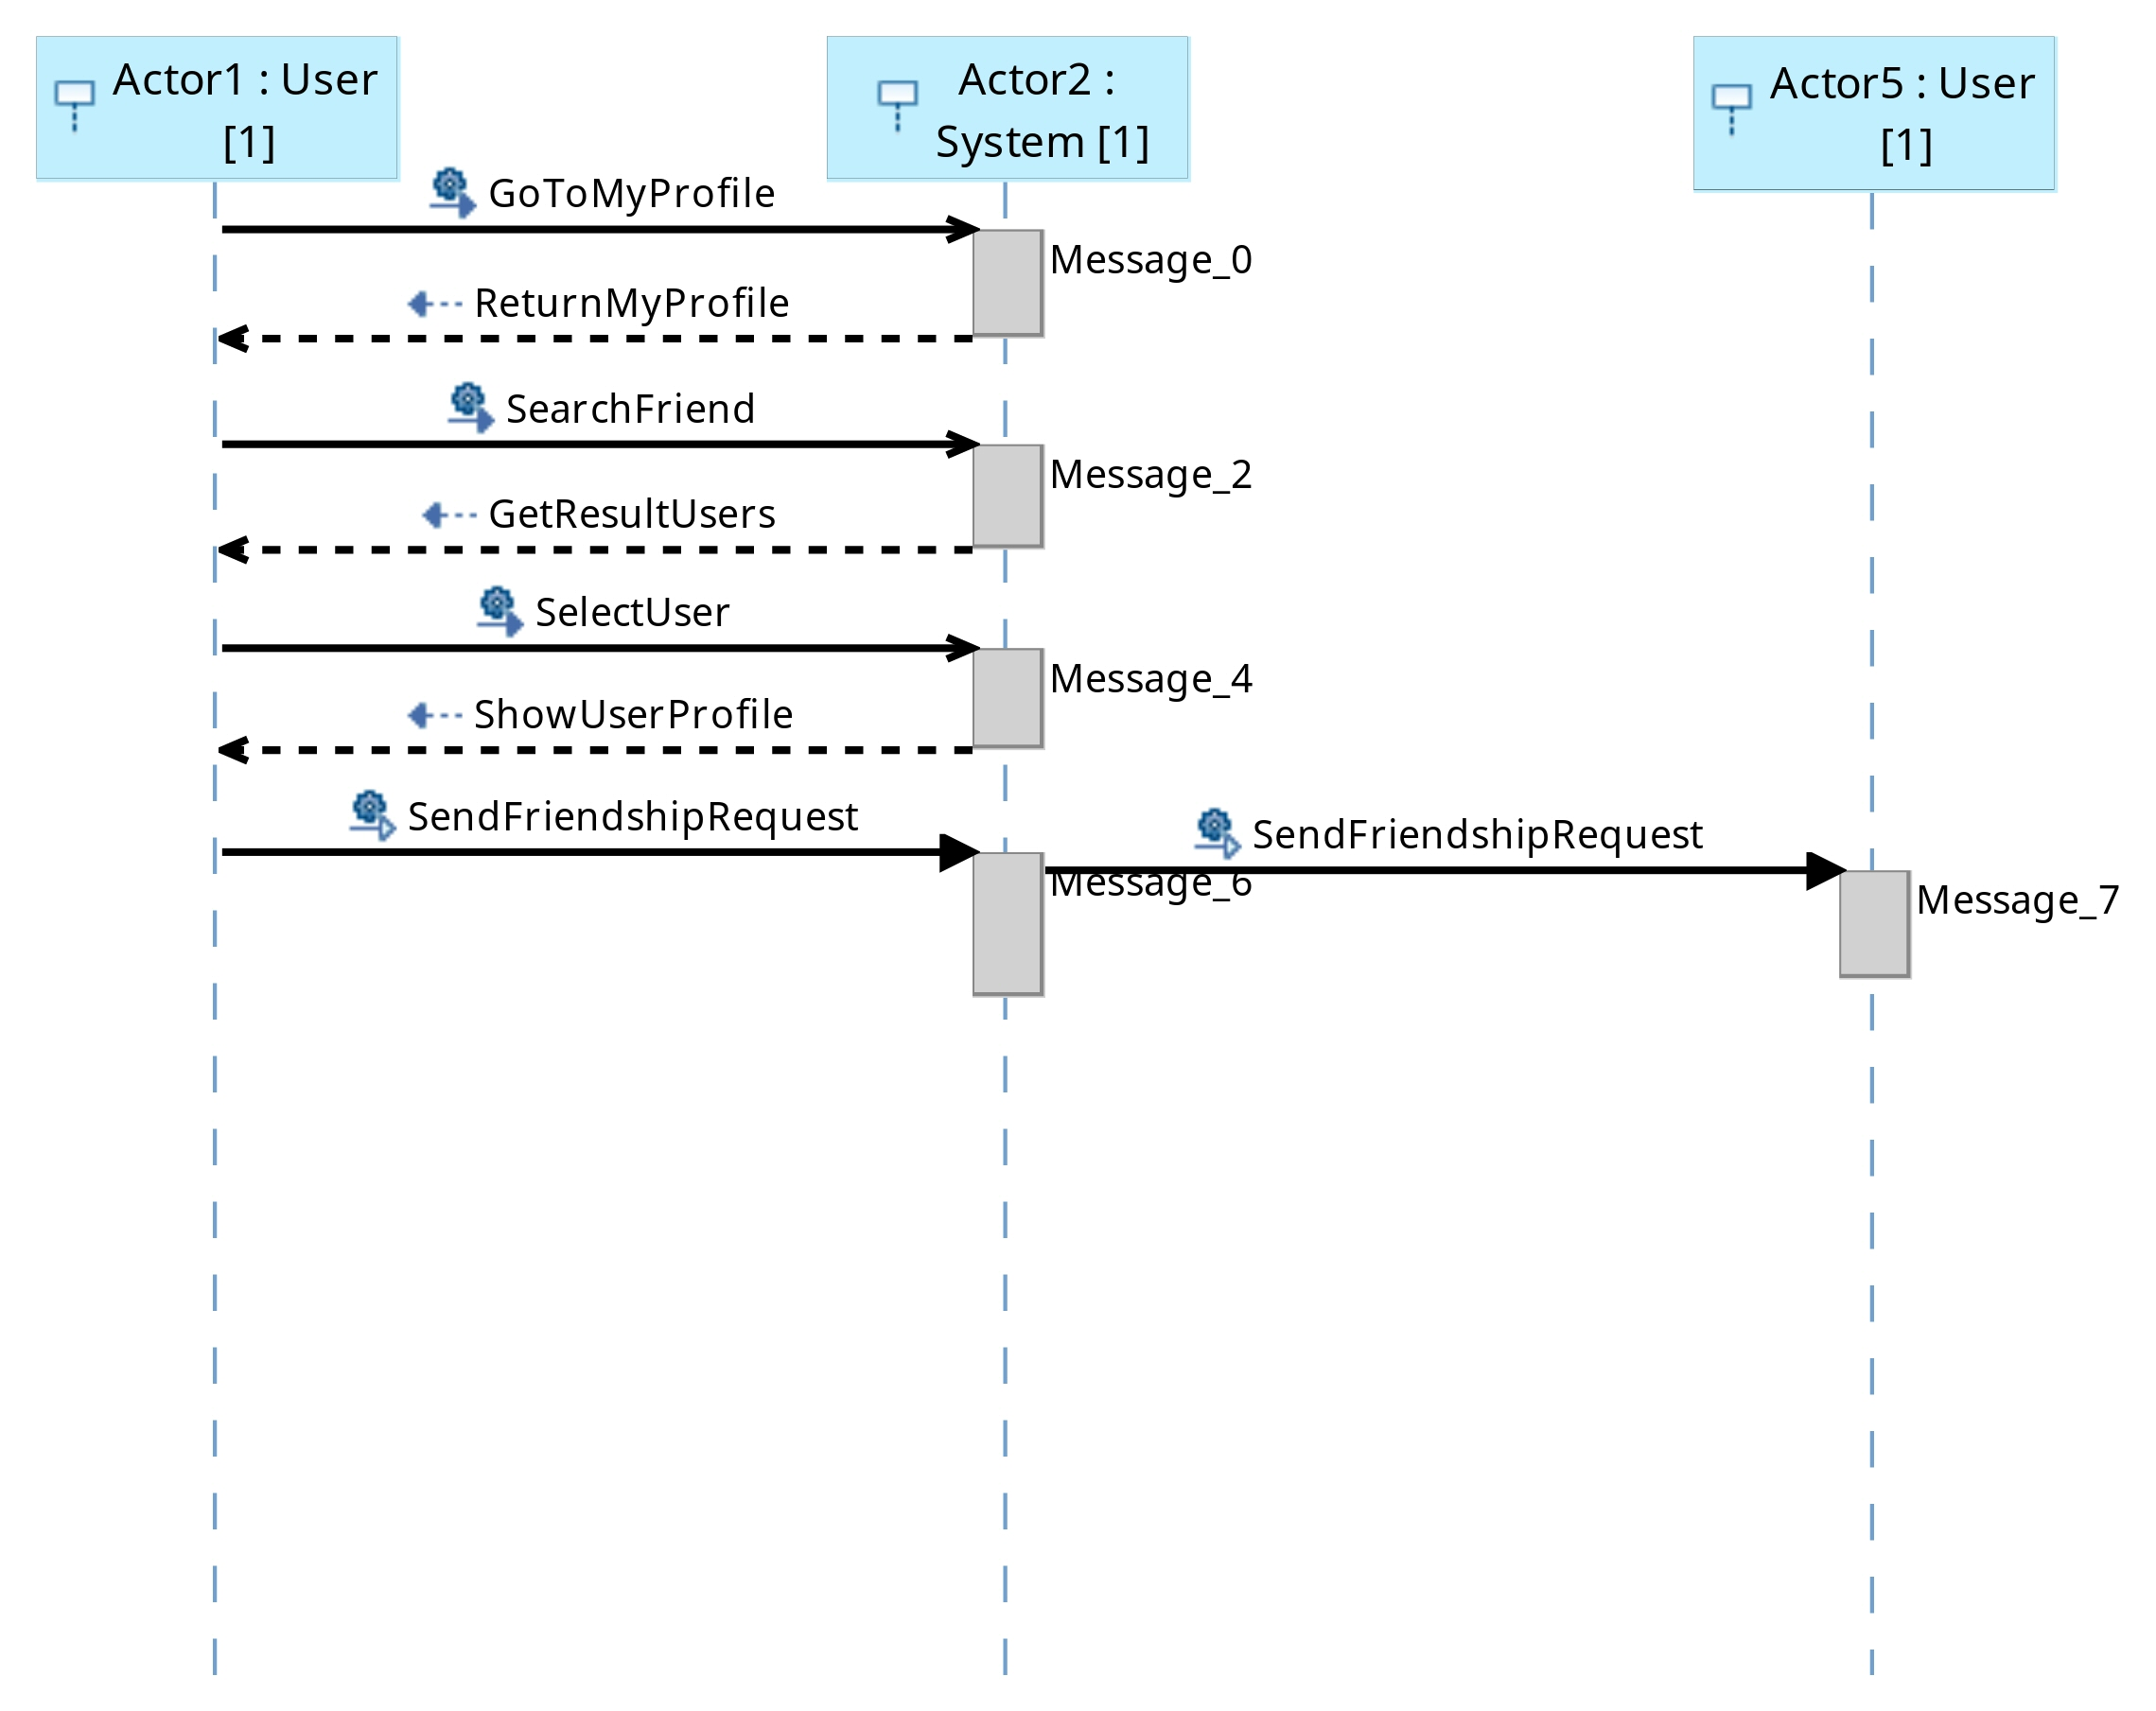 Actor1 : User
[1]
Actor2 :
System [1]
Actor5 : User
[1]
GoToMyProfile
Message_0
ReturnMyProfile
SearchFriend
Message_2
GetResultUsers
SelectUser
Message_4
ShowUserProfile
SendFriendshipRequest
SendFriendshipRequest
Message_6
Message_7